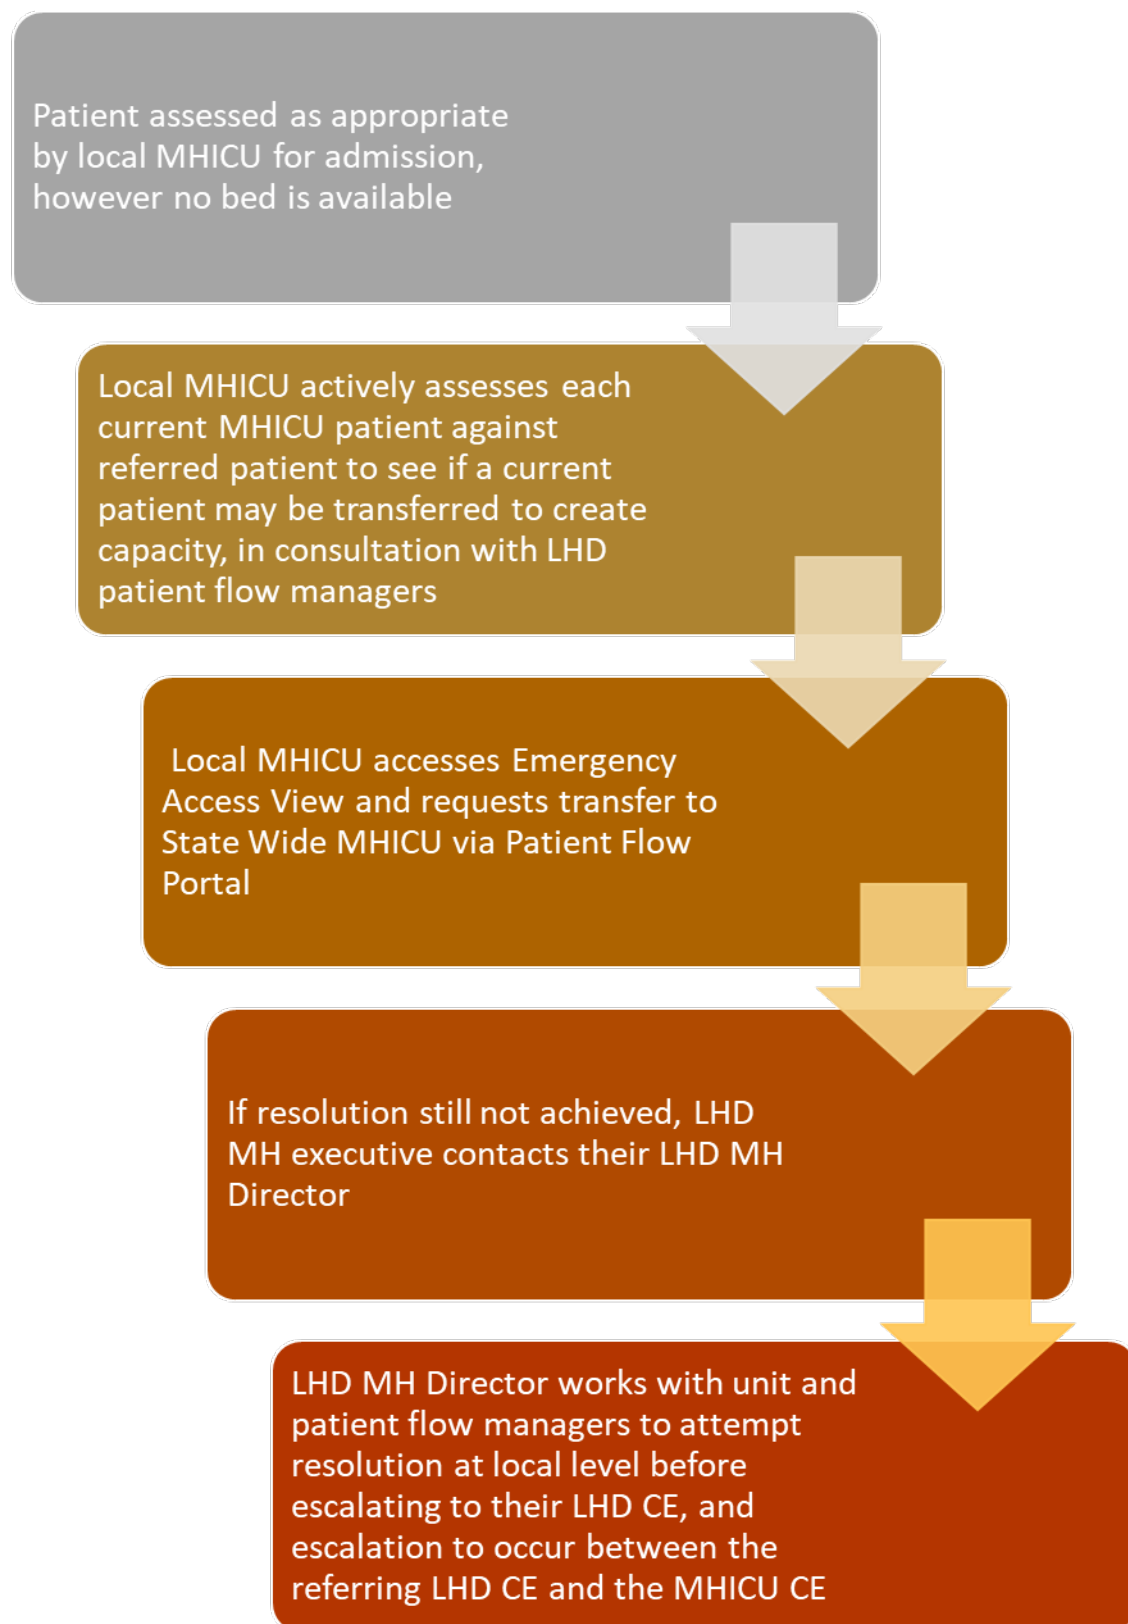 Patient assessed as appropriate
by local MHICU for admission,
however no bed is available
Local MHICU actively assesses each
current MHICU patient against
referred patient to see if a current
patient may be transferred to create
capacity, in consultation with LHD
patient flow managers
Local MHICU accesses Emergency
Access View and requests transfer to
State Wide MHICU via Patient Flow
Portal
If resolution still not achieved, LHD
MH executive contacts their LHD MH
Director
LHD MH Director works with unit and
patient flow managers to attempt
resolution at local level before
escalating to their LHD CE, and
escalation to occur between the
referring LHD CE and the MHICU CE